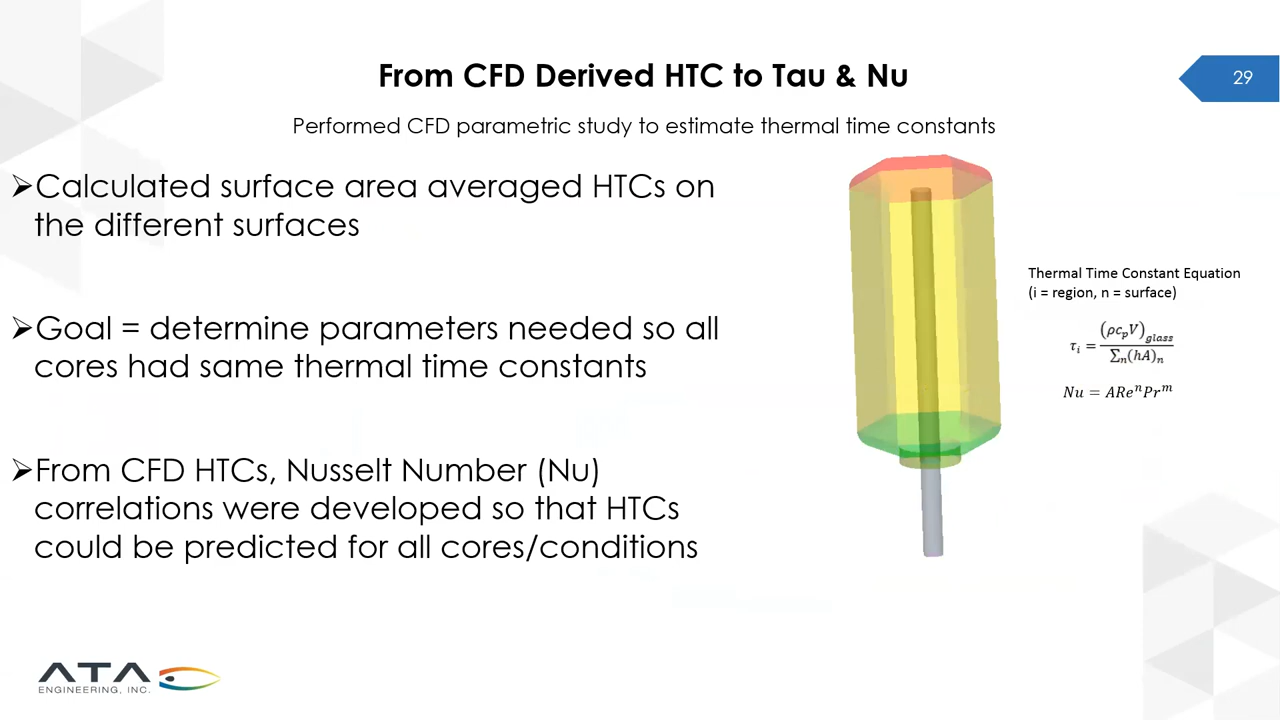 From CFD Derived HTC to Tau & Nu
29
Performed CFD parametric study to estimate thermal time constants
➢Calculated surface area averaged HTCs on
the different surfaces
➢Goal = determine parameters needed so all
cores had same thermal time constants
➢From CFD HTCs, Nusselt Number (Nu)
correlations were developed so that HTCs
could be predicted for all cores/conditions
Thermal Time Constant Equation
(i = region, n = surface)
τᵢ = (ρcₚV)glass / Σₙ(hA)ₙ
Nu = AReⁿPrᵐ
ATA
ENGINEERING, INC.